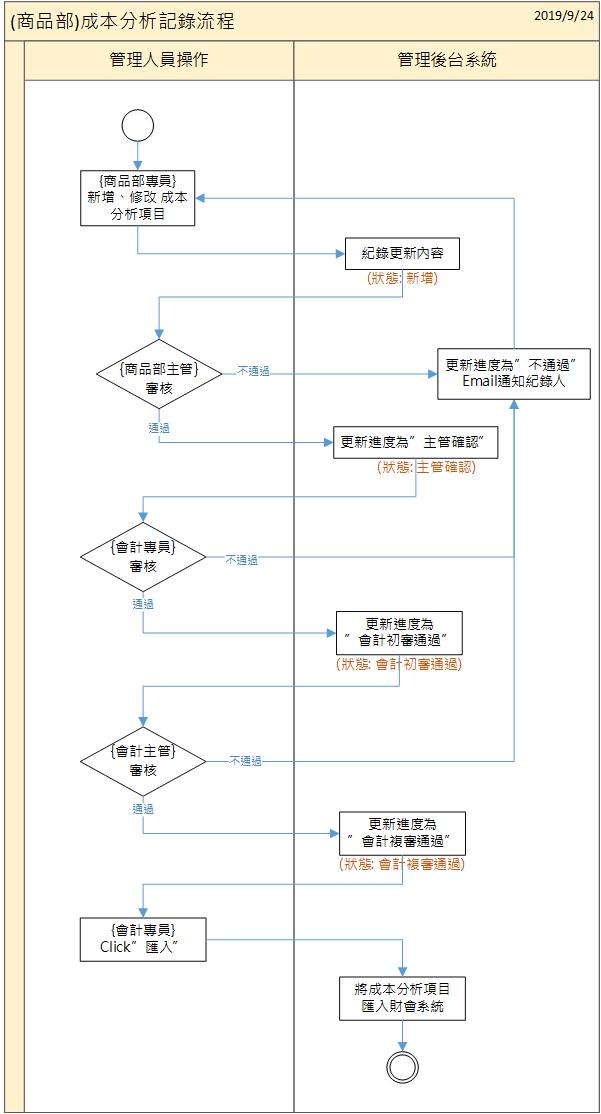 (商品部)成本分析記錄流程
2019/9/24
管理人員操作
管理後台系統
{商品部專員}
新增、修改 成本
分析項目
紀錄更新內容
(狀態: 新增)
{商品部主管}
審核
不通過
更新進度為”不通過”
Email通知紀錄人
通過
更新進度為”主管確認”
(狀態: 主管確認)
{會計專員}
審核
不通過
通過
更新進度為
”會計初審通過”
(狀態: 會計初審通過)
{會計主管}
審核
不通過
通過
更新進度為
”會計複審通過”
(狀態: 會計複審通過)
{會計專員}
Click”匯入”
將成本分析項目
匯入財會系統